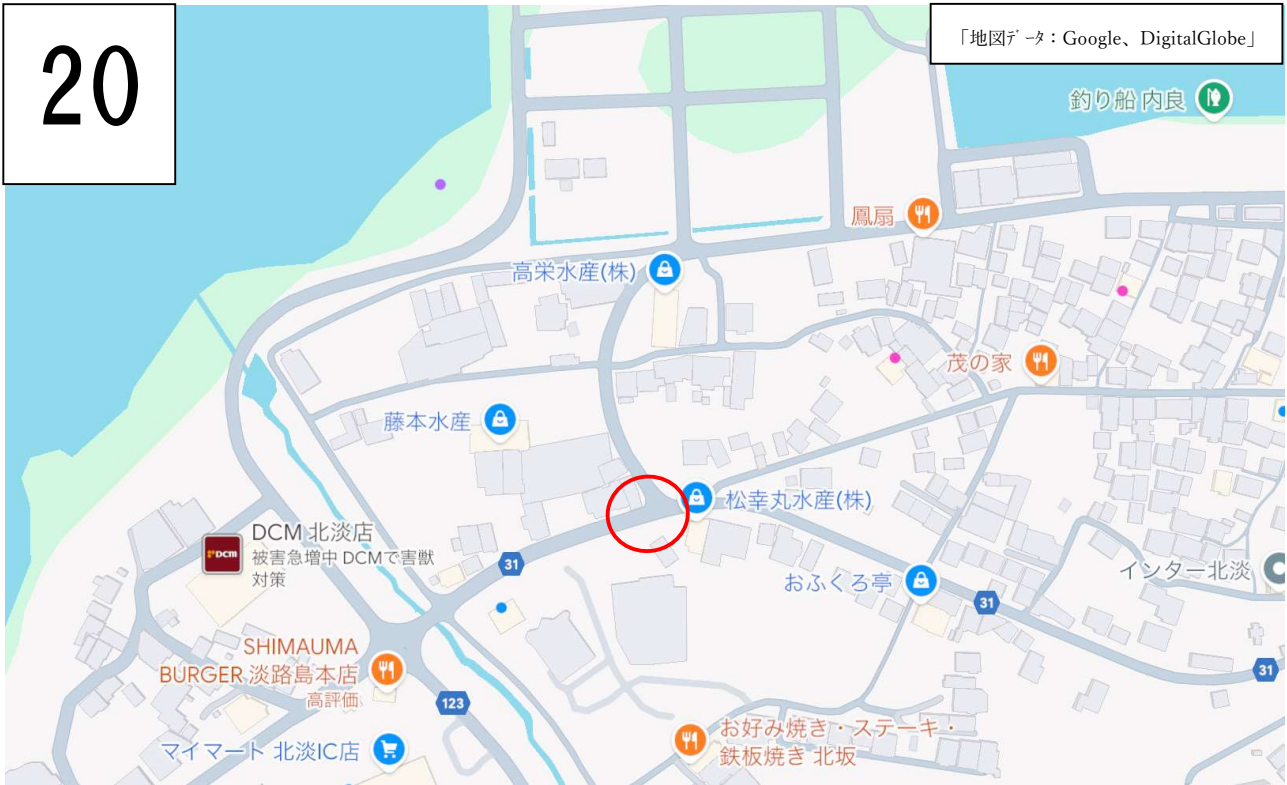 20
「地図ﾃﾞｰﾀ：Google、DigitalGlobe」
釣り船 内良
鳳扇
高栄水産(株)
茂の家
藤本水産
松幸丸水産(株)
DCM 北淡店
被害急増中 DCMで害獣
対策
31
インター北淡
おふくろ亭
31
SHIMAUMA
BURGER 淡路島本店
高評価
31
123
お好み焼き・ステーキ・
鉄板焼き 北坂
マイマート 北淡IC店
DCM